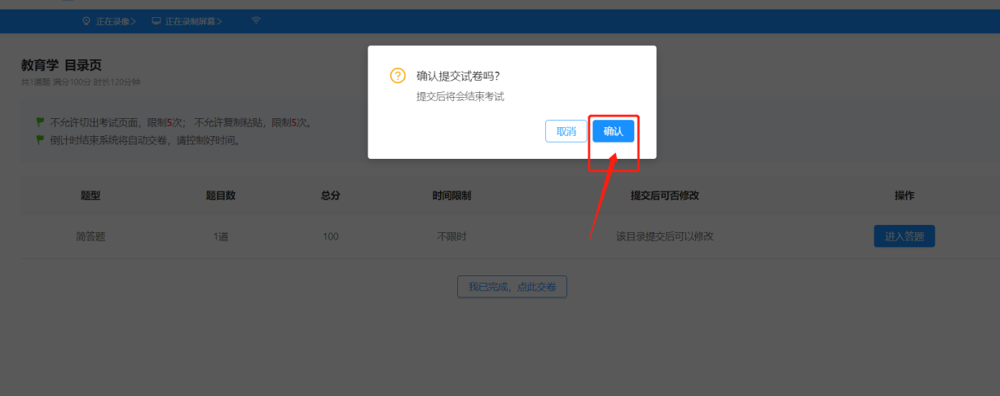 正在录像>
正在录制屏幕>
教育学 目录页
共1道题 满分100分 时长120分钟
确认提交试卷吗?
提交后将会结束考试
取消
确认
不允许切出考试页面，限制5次； 不允许复制粘贴，限制5次。
倒计时结束系统将自动交卷，请控制好时间。
题型 题目数 总分 时间限制 提交后可否修改 操作
简答题 1道 100 不限时 该目录提交后可以修改 进入答题
我已完成，点此交卷